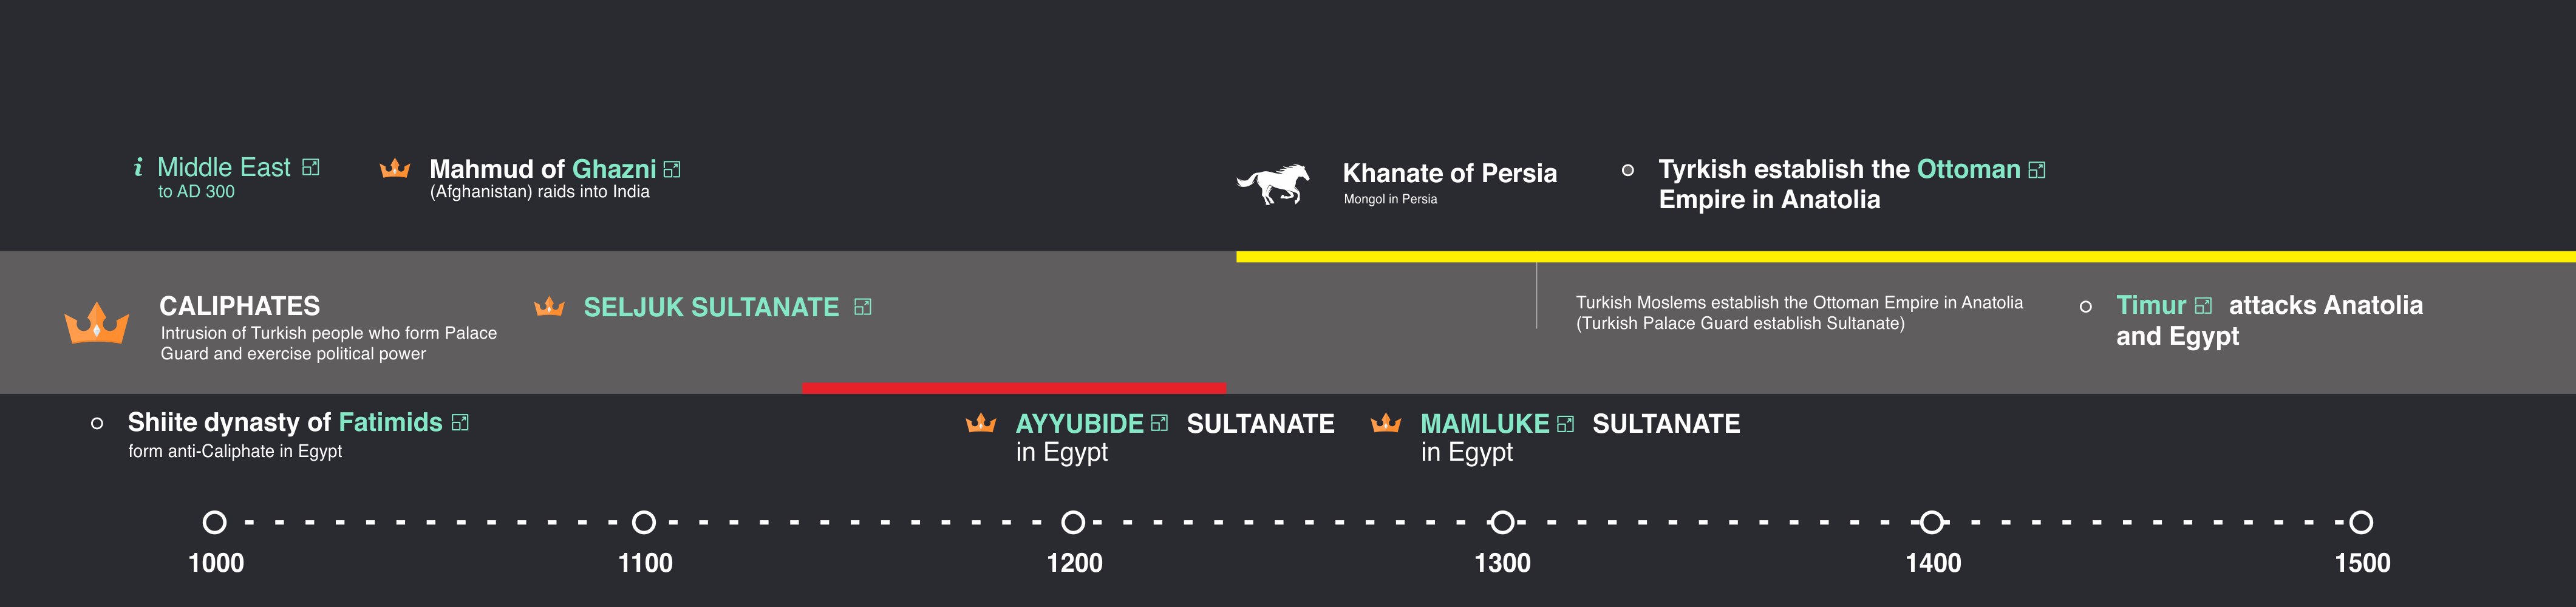 i Middle East
to AD 300
Mahmud of Ghazni
(Afghanistan) raids into India
Khanate of Persia
Mongol in Persia
Tyrkish establish the Ottoman
Empire in Anatolia
CALIPHATES
Intrusion of Turkish people who form Palace
Guard and exercise political power
SELJUK SULTANATE
Turkish Moslems establish the Ottoman Empire in Anatolia
(Turkish Palace Guard establish Sultanate)
Timur attacks Anatolia
and Egypt
Shiite dynasty of Fatimids
form anti-Caliphate in Egypt
AYYUBIDE SULTANATE
in Egypt
MAMLUKE SULTANATE
in Egypt
1000 1100 1200 1300 1400 1500